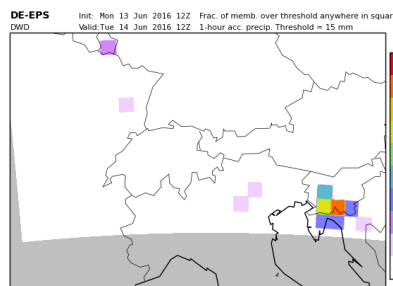 DE-EPS Init: Mon 13 Jun 2016 12Z Frac. of memb. over threshold anywhere in squar
DWD Valid:Tue 14 Jun 2016 12Z 1-hour acc. precip. Threshold = 15 mm